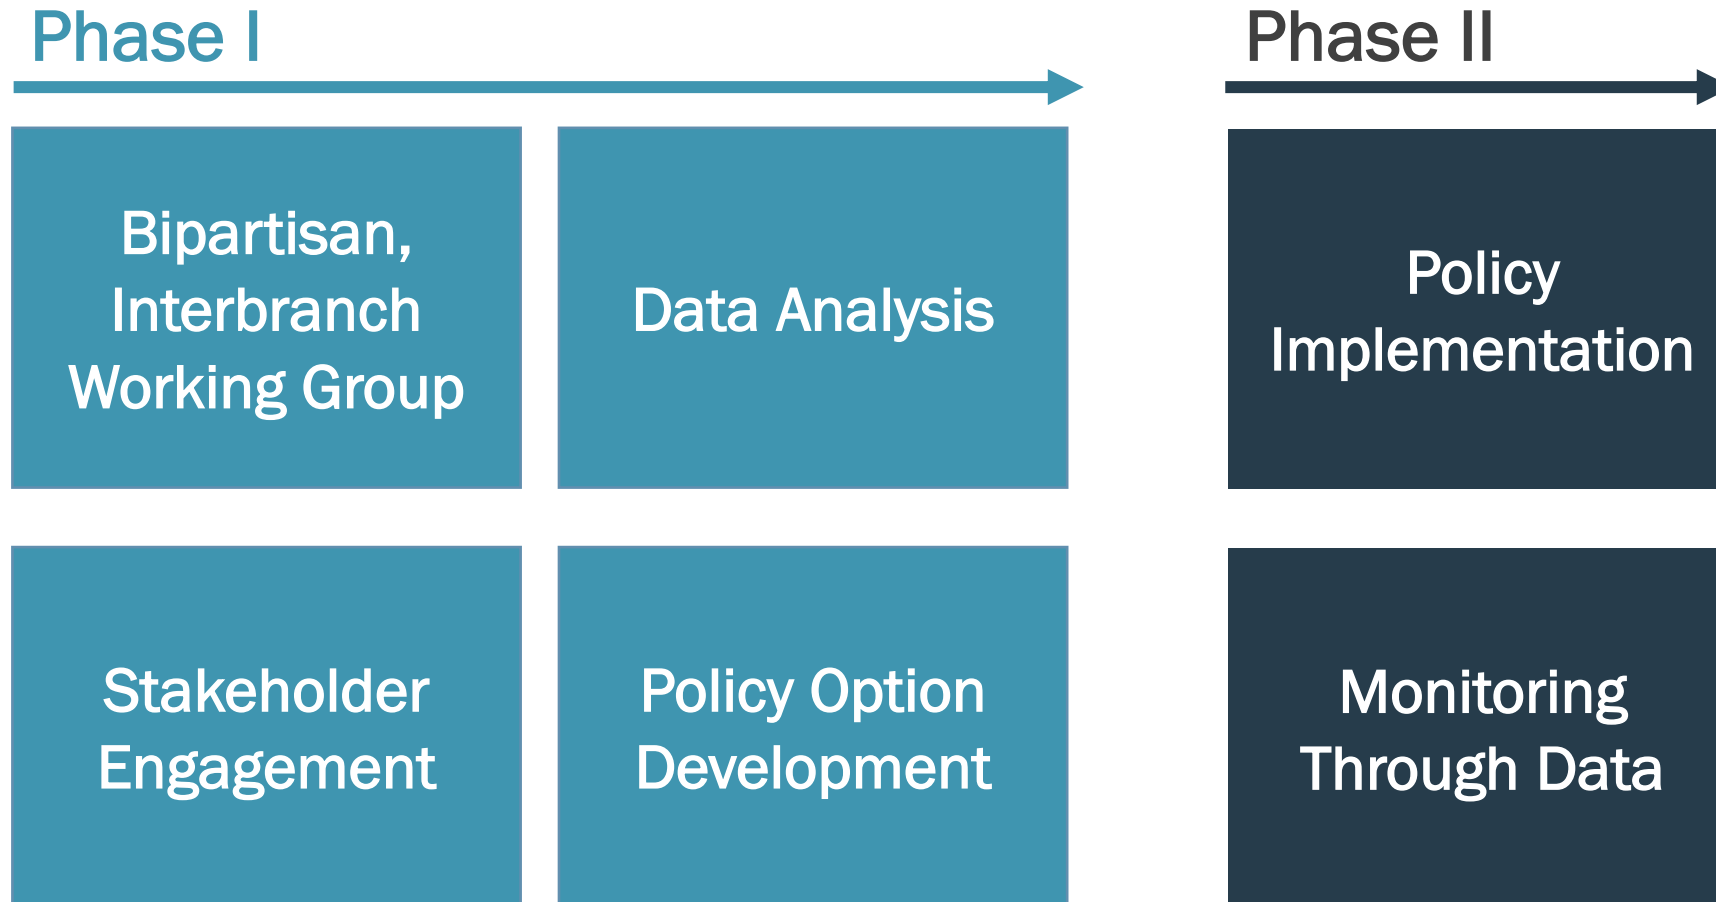 Phase I
Phase II
Bipartisan,
Interbranch
Working Group
Data Analysis
Policy
Implementation
Stakeholder
Engagement
Policy Option
Development
Monitoring
Through Data